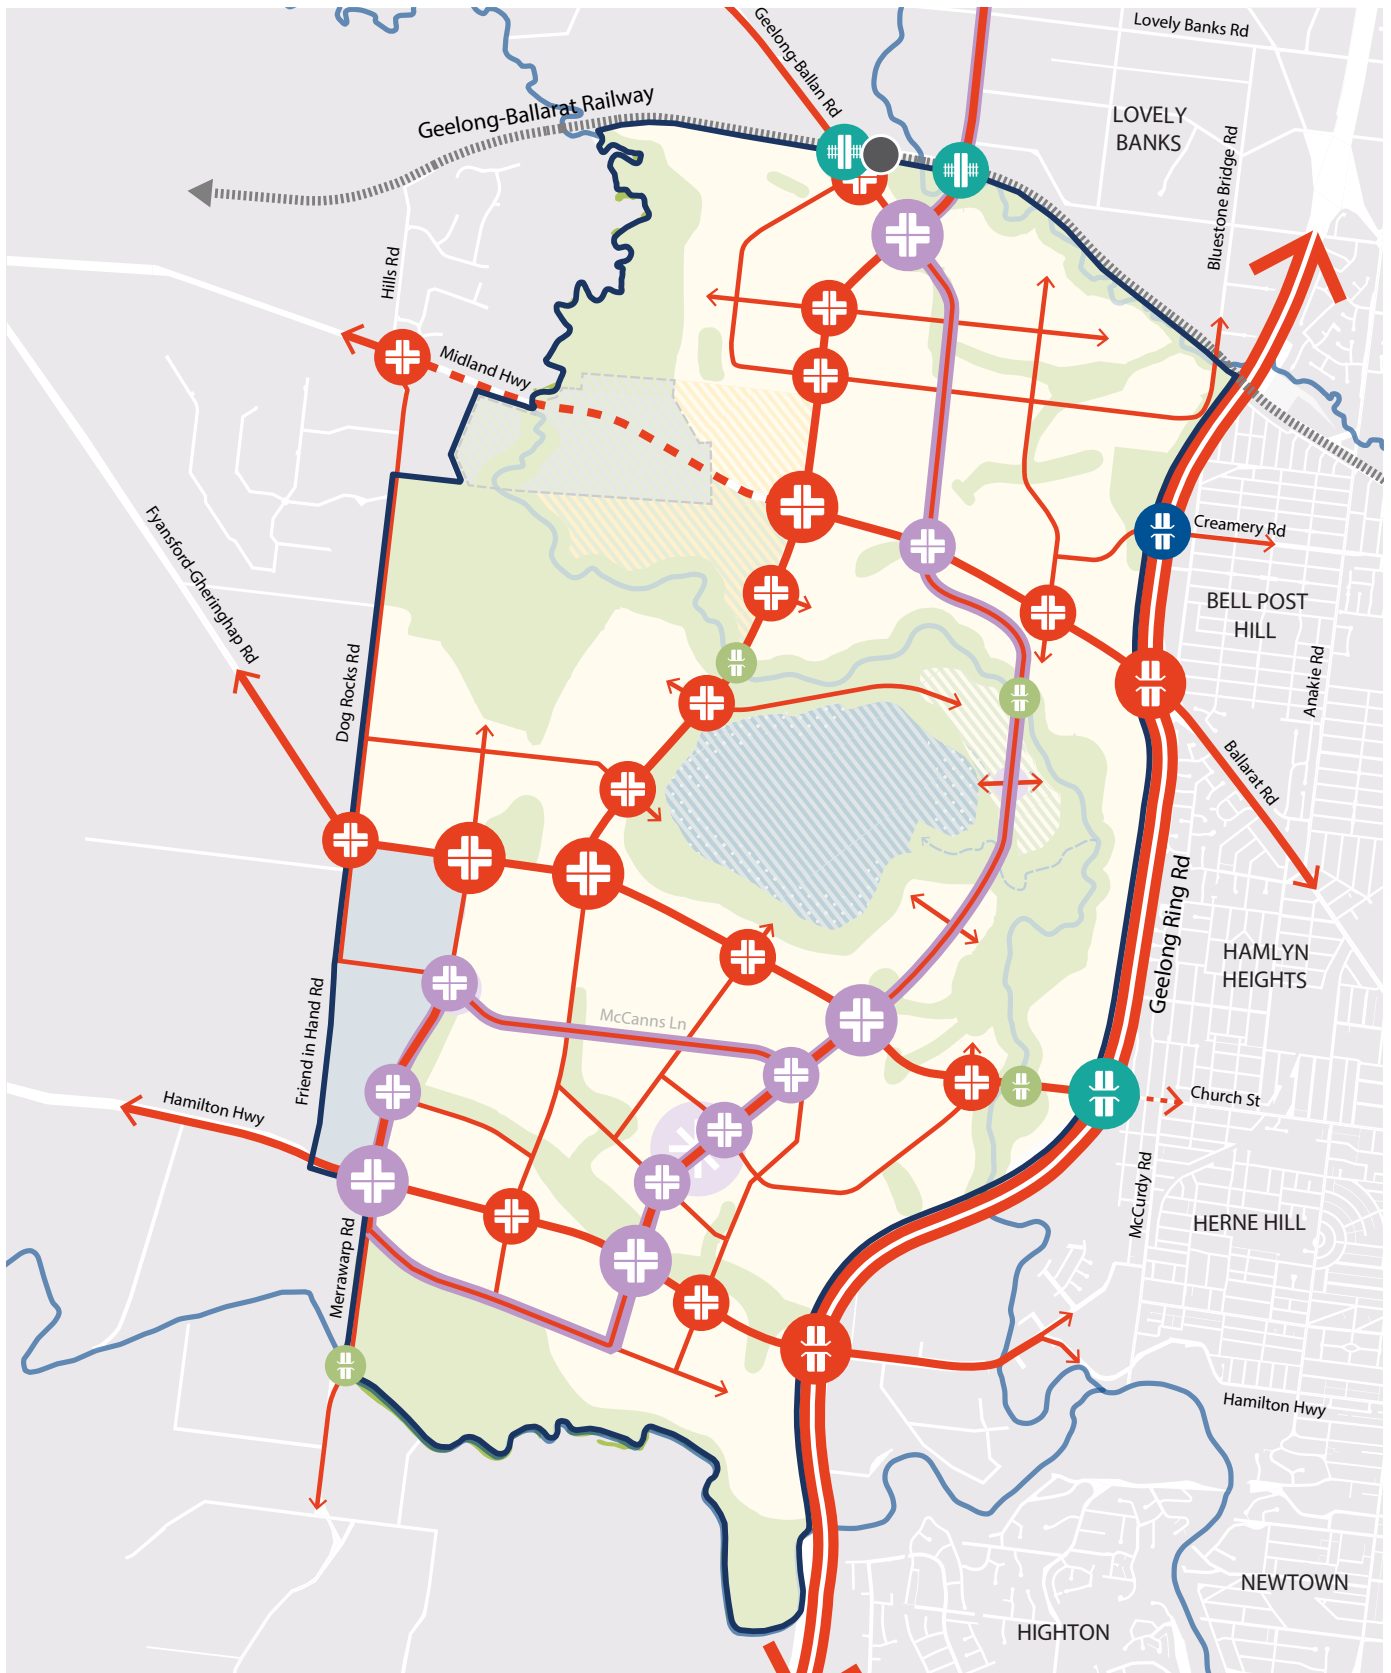 Lovely Banks Rd
Geelong-Ballan Rd
Geelong-Ballarat Railway
LOVELY
BANKS
Bluestone Bridge Rd
Hills Rd
Midland Hwy
Fyansford-Gheringhap Rd
Creamery Rd
BELL POST
HILL
Anakie Rd
Dog Rocks Rd
Ballarat Rd
Geelong Ring Rd
HAMLYN
HEIGHTS
McCanns Ln
Friend in Hand Rd
Hamilton Hwy
Church St
McCurdy Rd
HERNE HILL
Merrawarp Rd
Hamilton Hwy
NEWTOWN
HIGHTON